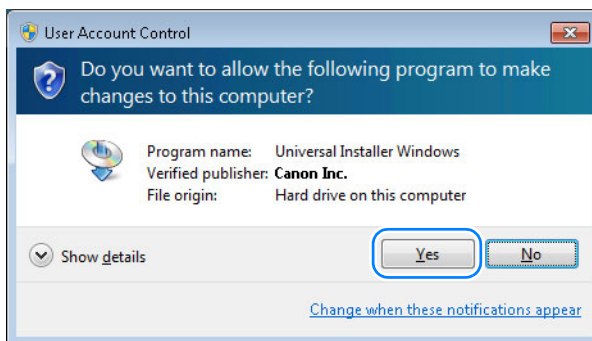 User Account Control
Do you want to allow the following program to make
changes to this computer?
Program name: Universal Installer Windows
Verified publisher: Canon Inc.
File origin: Hard drive on this computer
Show details
Yes
No
Change when these notifications appear